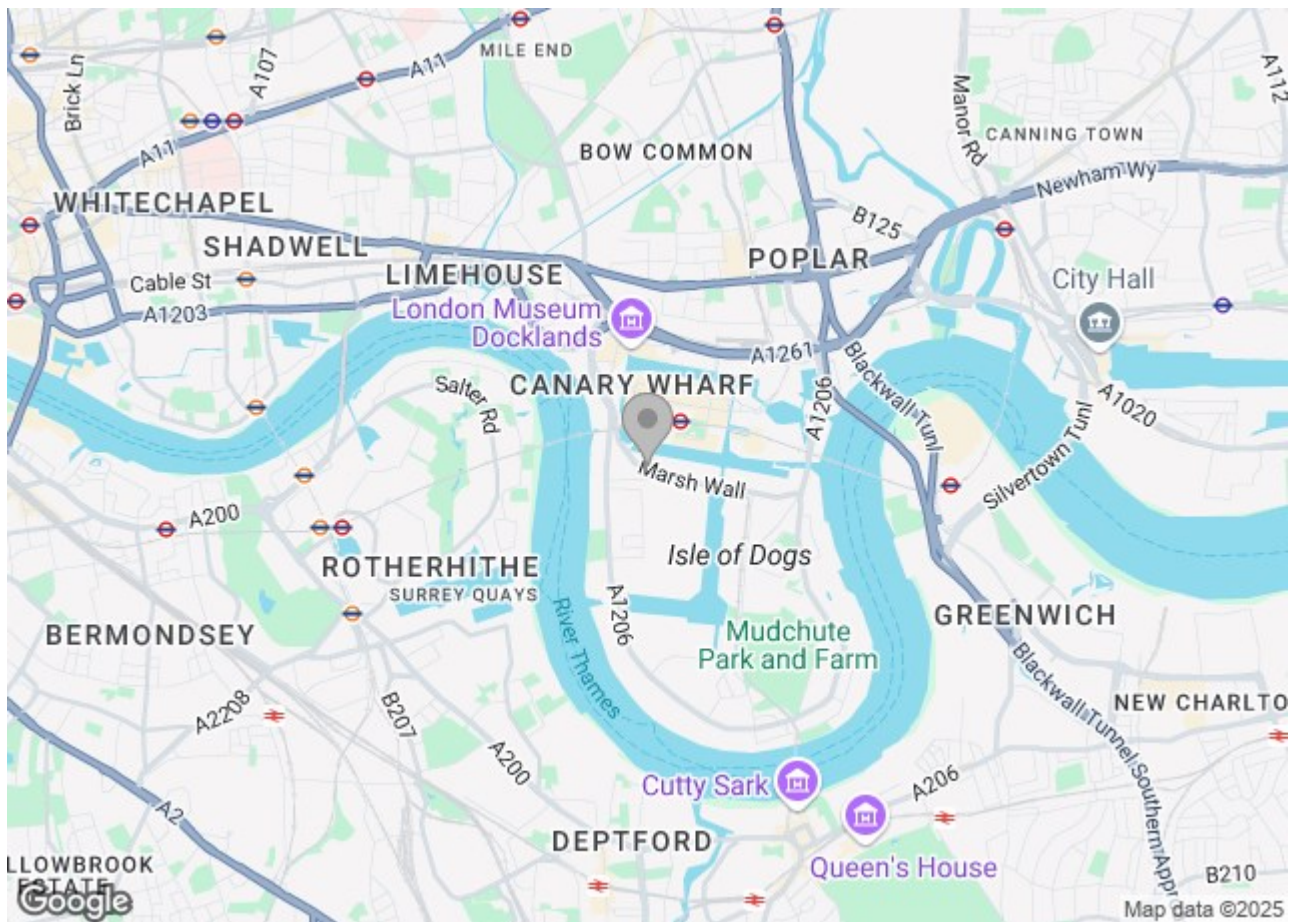 MILE END
A11
A107
Brick Ln
A112
Manor Rd
CANNING TOWN
BOW COMMON
A11
Newham Wy
WHITECHAPEL
B125
SHADWELL
POPLAR
LIMEHOUSE
City Hall
Cable St
London Museum
Docklands
A1203
A1261
Blackwall Tunl
CANARY WHARF
Salter Rd
A1206
A1020
Marsh Wall
Silvertown Tunl
A200
Isle of Dogs
ROTHERHITHE
SURREY QUAYS
A1206
River Thames
GREENWICH
BERMONDSEY
Mudchute
Park and Farm
Blackwall Tunnel Southern Appr
A2208
B207
NEW CHARLTO
A200
Cutty Sark
A206
A2
DEPTFORD
Queen's House
LLOWBROOK
ESTATE
B210
Google
Map data ©2025